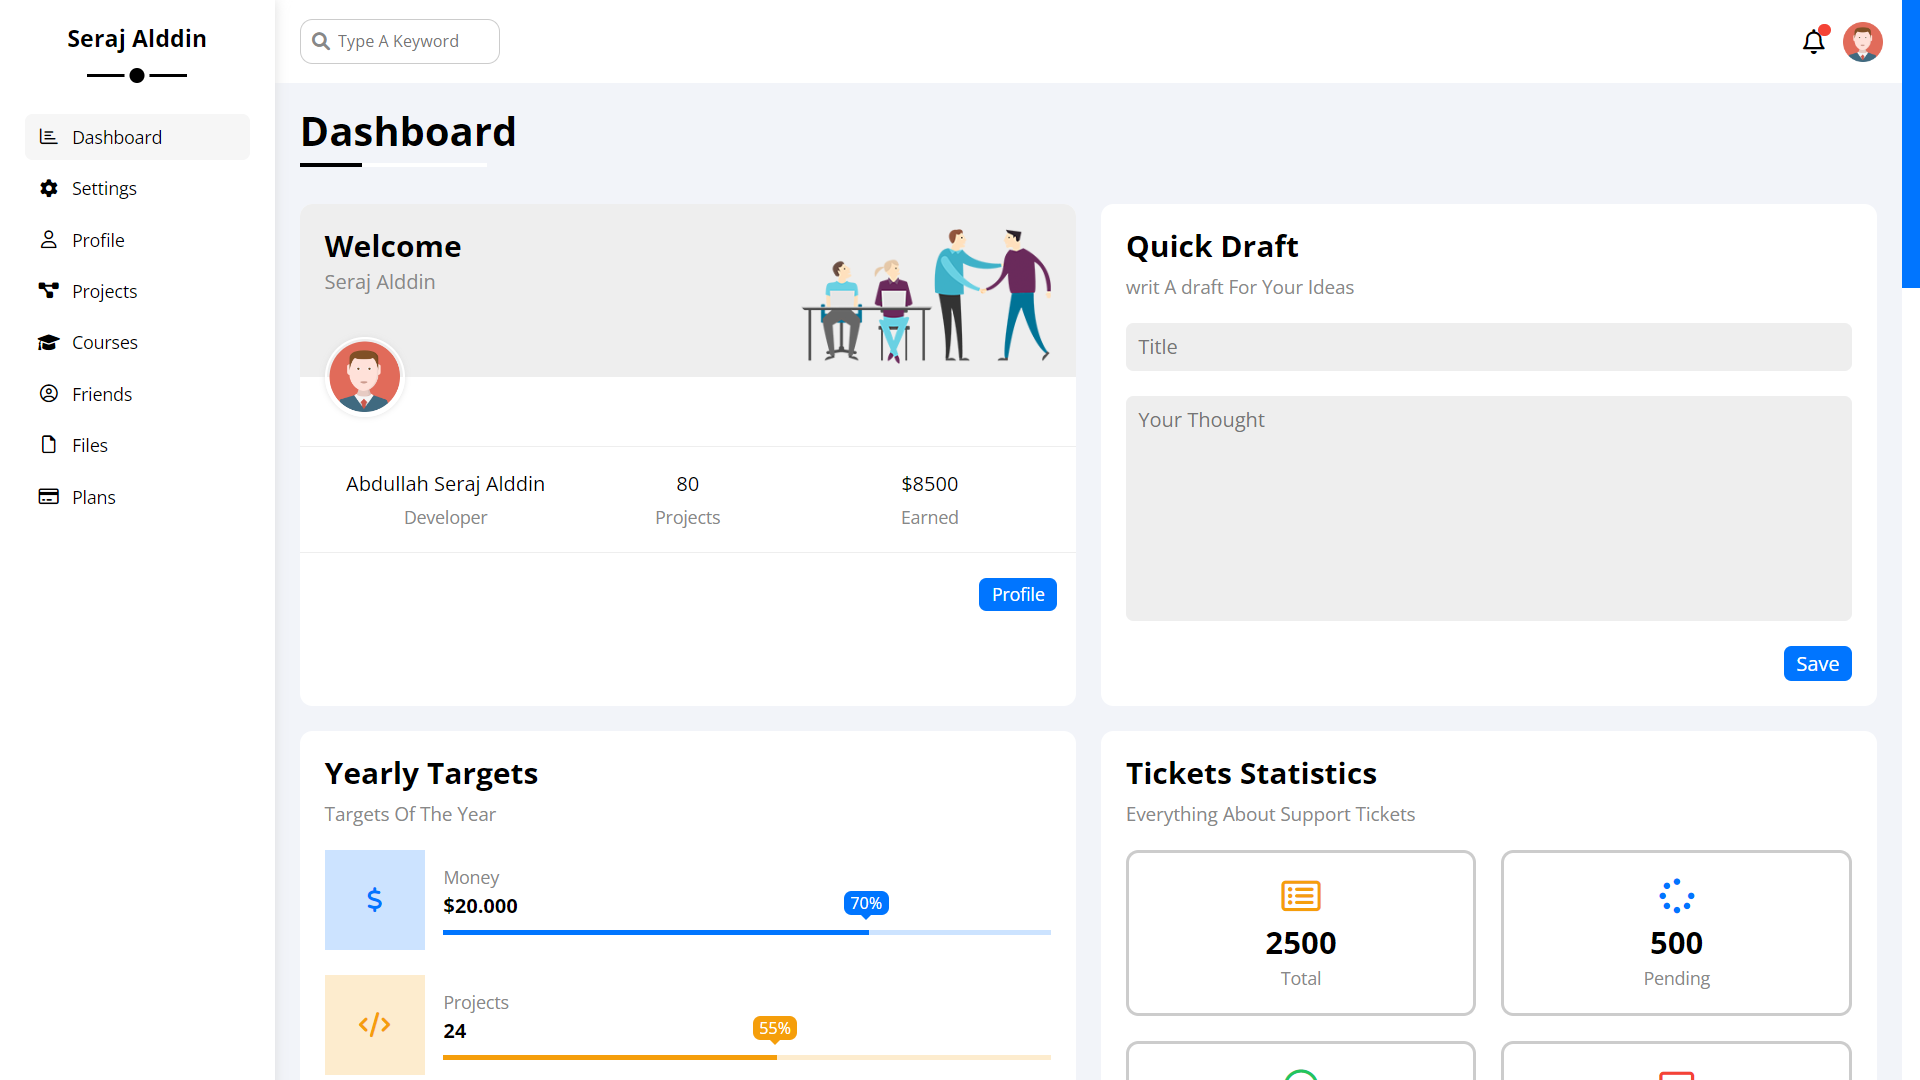 Seraj Alddin
Dashboard
Settings
Profile
Projects
Courses
Friends
Files
Plans
Type A Keyword
Dashboard
Welcome
Seraj Alddin
Abdullah Seraj Alddin
Developer
80
Projects
$8500
Earned
Profile
Quick Draft
writ A draft For Your Ideas
Title
Your Thought
Save
Yearly Targets
Targets Of The Year
Money
$20.000
70%
Projects
24
55%
Tickets Statistics
Everything About Support Tickets
2500
Total
500
Pending